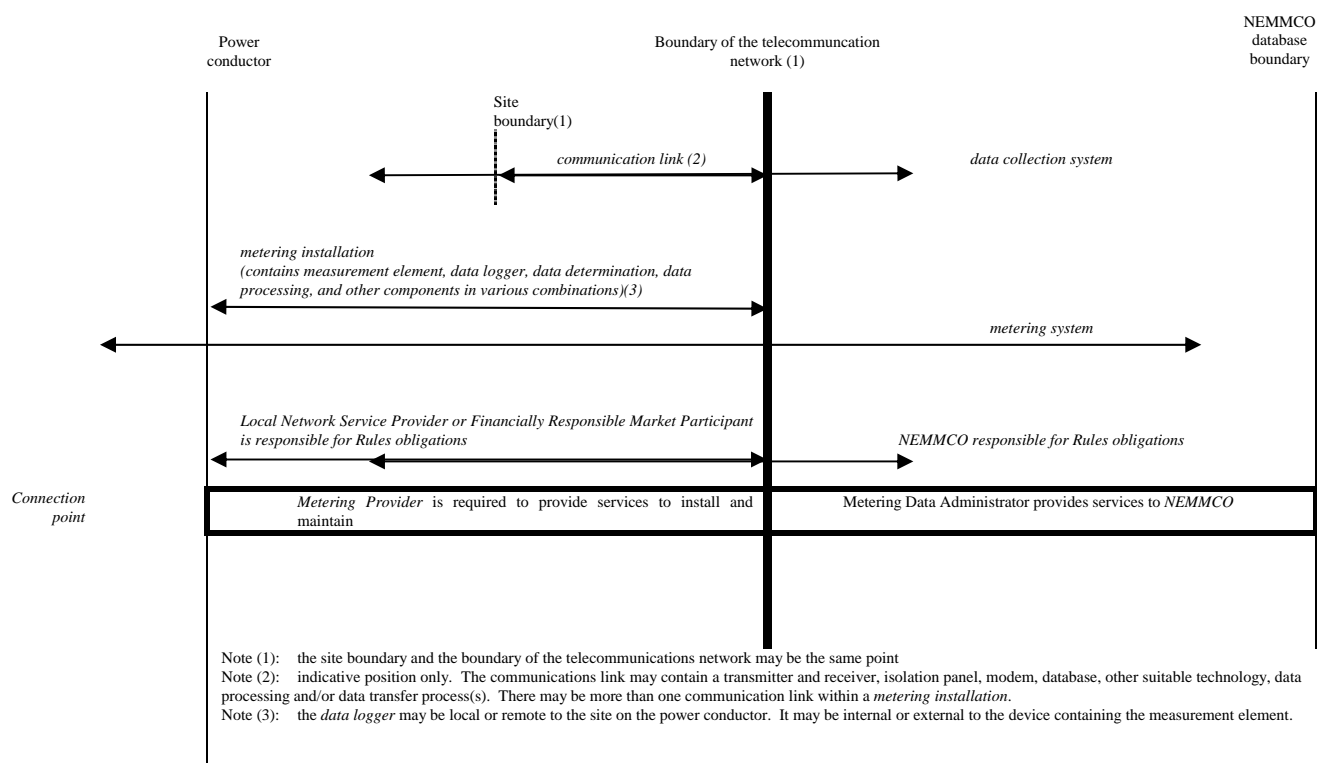 NEMMCO
database
boundary
Power
conductor
Boundary of the telecommuncation
network (1)
Site
boundary(1)
communication link (2)
data collection system
metering installation
(contains measurement element, data logger, data determination, data
processing, and other components in various combinations)(3)
metering system
Local Network Service Provider or Financially Responsible Market Participant
is responsible for Rules obligations
NEMMCO responsible for Rules obligations
Connection
point
Metering Provider is required to provide services to install and
maintain
Metering Data Administrator provides services to NEMMCO
Note (1): the site boundary and the boundary of the telecommunications network may be the same point
Note (2): indicative position only. The communications link may contain a transmitter and receiver, isolation panel, modem, database, other suitable technology, data
processing and/or data transfer process(s). There may be more than one communication link within a metering installation.
Note (3): the data logger may be local or remote to the site on the power conductor. It may be internal or external to the device containing the measurement element.